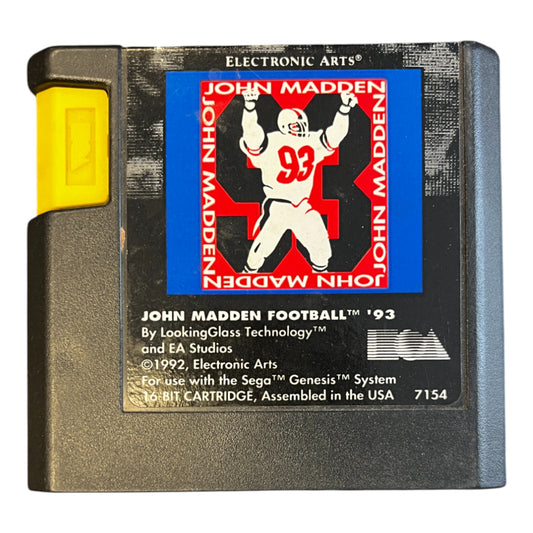 ELECTRONIC ARTS®
JOHN MADDEN
JOHN MADDEN
JOHN MADDEN
93
JOHN MADDEN
JOHN MADDEN FOOTBALL™ '93
By LookingGlass Technology™
and EA Studios
EA
©1992, Electronic Arts
For use with the Sega™ Genesis™ System
16-BIT CARTRIDGE, Assembled in the USA 7154